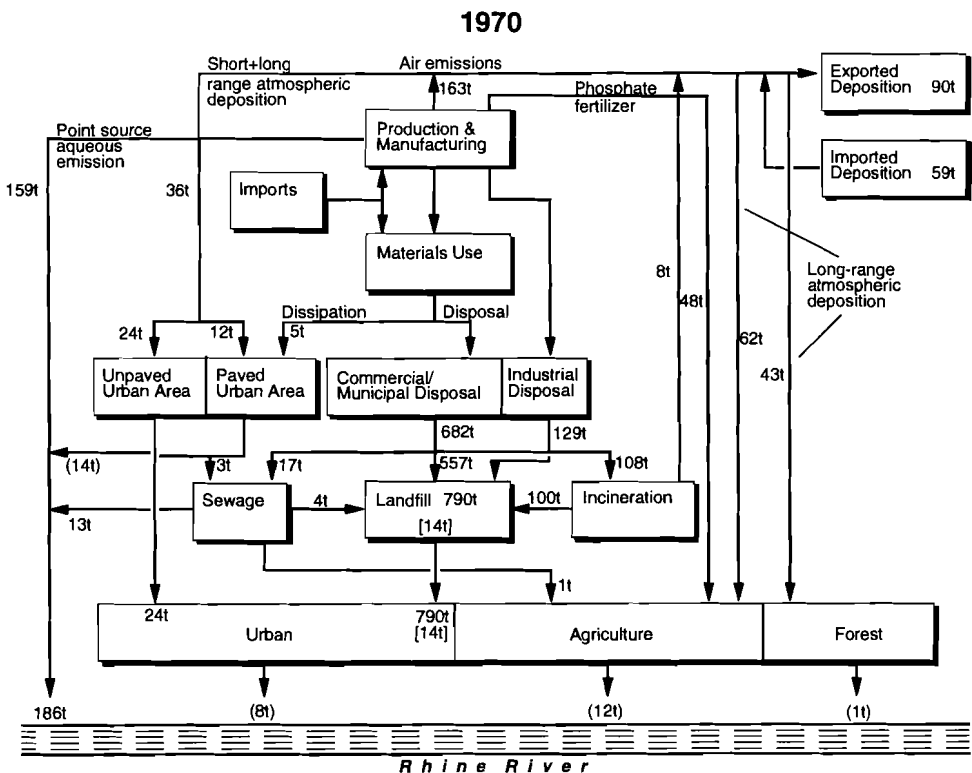 1970
Short+long
range atmospheric
deposition
Air emissions
163t
Phosphate
fertilizer
Exported
Deposition 90t
Point source
aqueous
emission
Production &
Manufacturing
Imported
Deposition 59t
159t
36t
Imports
Materials Use
8t
48t
Long-range
atmospheric
deposition
Dissipation
Disposal
24t
12t
5t
62t
43t
Unpaved
Urban Area
Paved
Urban Area
Commercial/
Municipal Disposal
Industrial
Disposal
682t
129t
(14t)
3t
17t
557t
108t
Sewage
4t
Landfill 790t
[14t]
100t
Incineration
13t
1t
24t
790t
[14t]
Urban
Agriculture
Forest
186t
(8t)
(12t)
(1t)
Rhine River